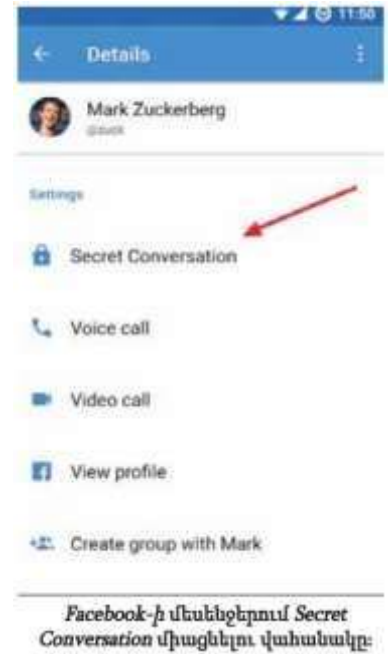 11:50
Details
Mark Zuckerberg
@zuck
Settings
Secret Conversation
Voice call
Video call
View profile
Create group with Mark
Facebook-ի մեսենջերում Secret
Conversation միացնելու վահանակը: